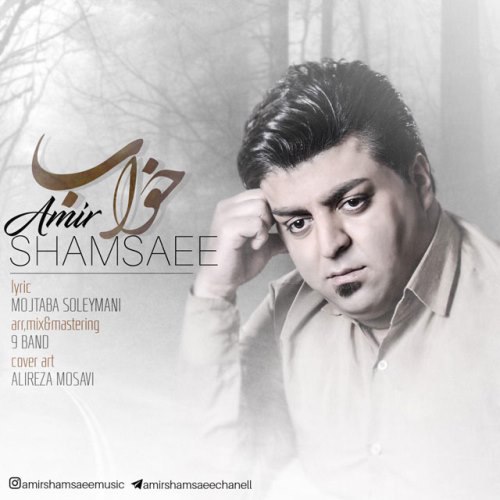 خواب
Amir
SHAMSAEE
lyric
MOJTABA SOLEYMANI
arr,mix&mastering
9 BAND
cover art
ALIREZA MOSAVI
amirshamsaeemusic amirshamsaeechanell